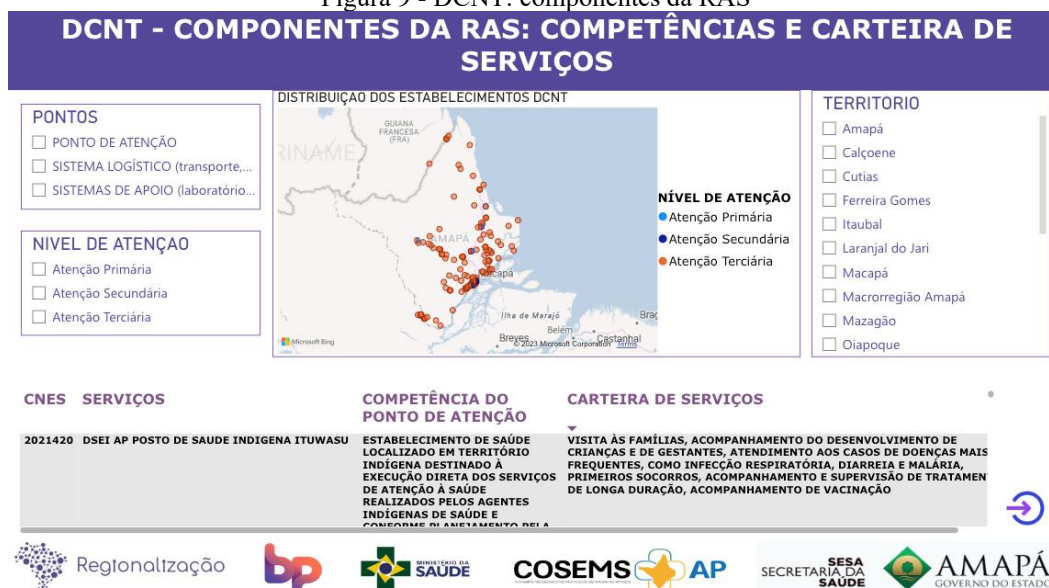 Figura 9 - DCNT: componentes da RAS
DCNT - COMPONENTES DA RAS: COMPETÊNCIAS E CARTEIRA DE
SERVIÇOS
PONTOS
PONTO DE ATENÇÃO
SISTEMA LOGÍSTICO (transporte,...
SISTEMAS DE APOIO (laboratório...
NIVEL DE ATENÇAO
Atenção Primária
Atenção Secundária
Atenção Terciária
DISTRIBUIÇAO DOS ESTABELECIMENTOS DCNT
GUIANA
FRANCESA
(FRA)
RINAME
AMAPÁ
Macapá
Ilha de Marajó
Belém
Breves
Castanhal
Brag
Microsoft Bing
© 2023 Microsoft Corporation Terms
NÍVEL DE ATENÇÃO
Atenção Primária
Atenção Secundária
Atenção Terciária
TERRITORIO
Amapá
Calçoene
Cutias
Ferreira Gomes
Itaubal
Laranjal do Jari
Macapá
Macrorregião Amapá
Mazagão
Oiapoque
CNES SERVIÇOS
COMPETÊNCIA DO
PONTO DE ATENÇÃO
CARTEIRA DE SERVIÇOS
2021420 DSEI AP POSTO DE SAUDE INDIGENA ITUWASU
ESTABELECIMENTO DE SAÚDE
LOCALIZADO EM TERRITÓRIO
INDÍGENA DESTINADO À
EXECUÇÃO DIRETA DOS SERVIÇOS
DE ATENÇÃO À SAÚDE
REALIZADOS PELOS AGENTES
INDÍGENAS DE SAÚDE E
CONFORME PLANEJAMENTO PELA
VISITA ÀS FAMÍLIAS, ACOMPANHAMENTO DO DESENVOLVIMENTO DE
CRIANÇAS E DE GESTANTES, ATENDIMENTO AOS CASOS DE DOENÇAS MAIS
FREQUENTES, COMO INFECÇÃO RESPIRATÓRIA, DIARREIA E MALÁRIA,
PRIMEIROS SOCORROS, ACOMPANHAMENTO E SUPERVISÃO DE TRATAMEN
DE LONGA DURAÇÃO, ACOMPANHAMENTO DE VACINAÇÃO
Regionalização
bp
MINISTÉRIO DA
SAÚDE
COSEMS AP
SESA
SECRETARIA DA
SAÚDE
AMAPÁ
GOVERNO DO ESTADO